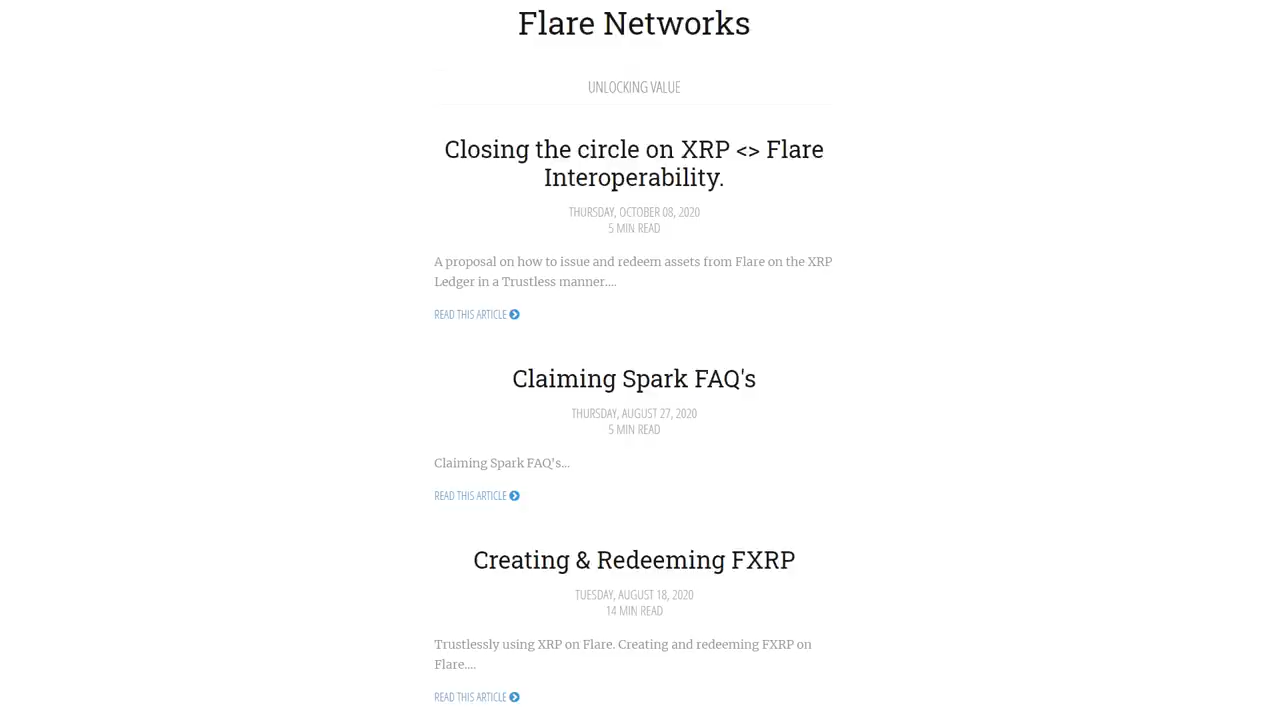 Flare Networks
UNLOCKING VALUE
Closing the circle on XRP <> Flare
Interoperability.
THURSDAY, OCTOBER 08, 2020
5 MIN READ
A proposal on how to issue and redeem assets from Flare on the XRP
Ledger in a Trustless manner....
READ THIS ARTICLE
Claiming Spark FAQ's
THURSDAY, AUGUST 27, 2020
5 MIN READ
Claiming Spark FAQ's...
READ THIS ARTICLE
Creating & Redeeming FXRP
TUESDAY, AUGUST 18, 2020
14 MIN READ
Trustlessly using XRP on Flare. Creating and redeeming FXRP on
Flare....
READ THIS ARTICLE